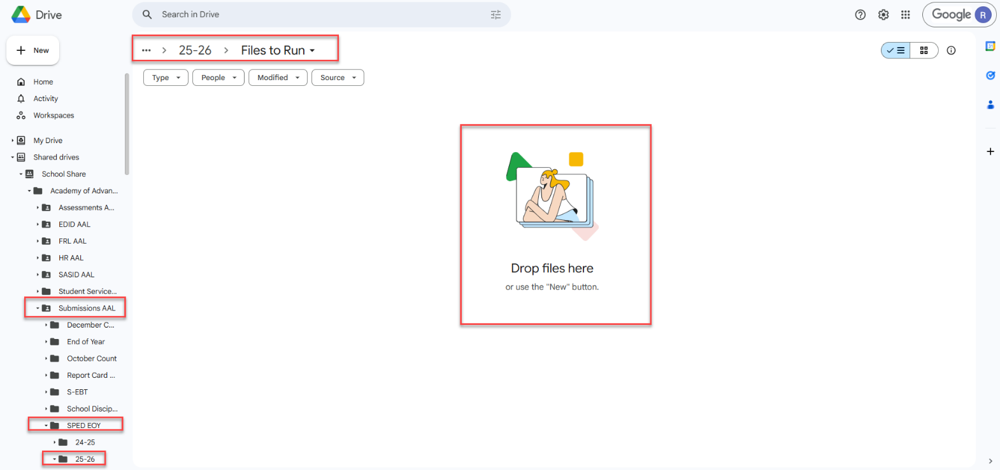 Drive
Search in Drive
Google R
New
25-26 Files to Run
Type People Modified Source
Home
Activity
Workspaces
My Drive
Shared drives
School Share
Academy of Advan...
Assessments A...
EDID AAL
FRL AAL
HR AAL
SASID AAL
Student Service...
Submissions AAL
December C...
End of Year
October Count
Report Card ...
S-EBT
School Discip...
SPED EOY
24-25
25-26
Drop files here
or use the “New” button.
31